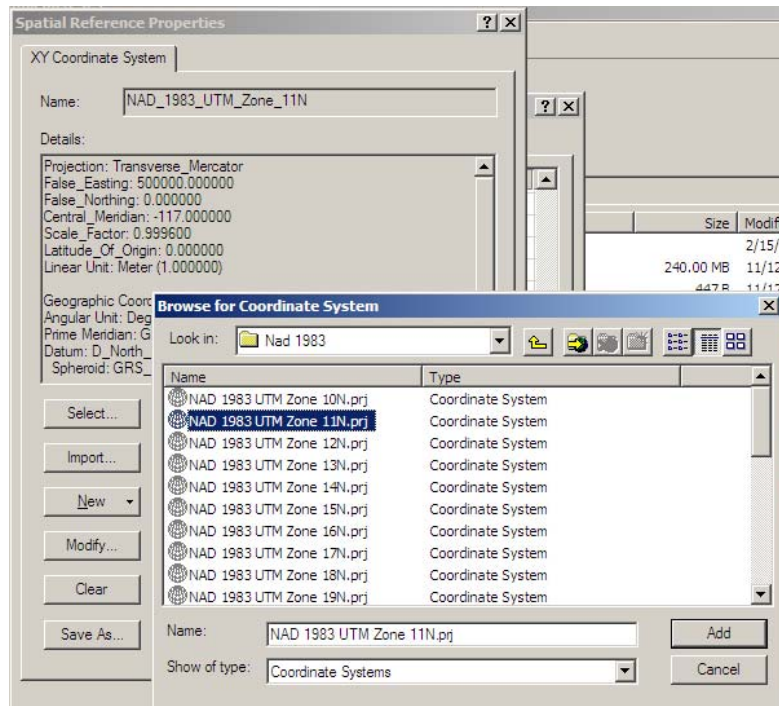 Spatial Reference Properties
XY Coordinate System
Name: NAD_1983_UTM_Zone_11N
Details:
Projection: Transverse_Mercator
False_Easting: 500000.000000
False_Northing: 0.000000
Central_Meridian: -117.000000
Scale_Factor: 0.999600
Latitude_Of_Origin: 0.000000
Linear Unit: Meter (1.000000)
Geographic Coord
Angular Unit: Deg
Prime Meridian: G
Datum: D_North_
Spheroid: GRS_
Select...
Import...
New
Modify...
Clear
Save As...
Size Modif
2/15/
240.00 MB 11/12
447 B 11/17
Browse for Coordinate System
Look in: Nad 1983
Name Type
NAD 1983 UTM Zone 10N.prj Coordinate System
NAD 1983 UTM Zone 11N.prj Coordinate System
NAD 1983 UTM Zone 12N.prj Coordinate System
NAD 1983 UTM Zone 13N.prj Coordinate System
NAD 1983 UTM Zone 14N.prj Coordinate System
NAD 1983 UTM Zone 15N.prj Coordinate System
NAD 1983 UTM Zone 16N.prj Coordinate System
NAD 1983 UTM Zone 17N.prj Coordinate System
NAD 1983 UTM Zone 18N.prj Coordinate System
NAD 1983 UTM Zone 19N.prj Coordinate System
Name: NAD 1983 UTM Zone 11N.prj Add
Show of type: Coordinate Systems Cancel